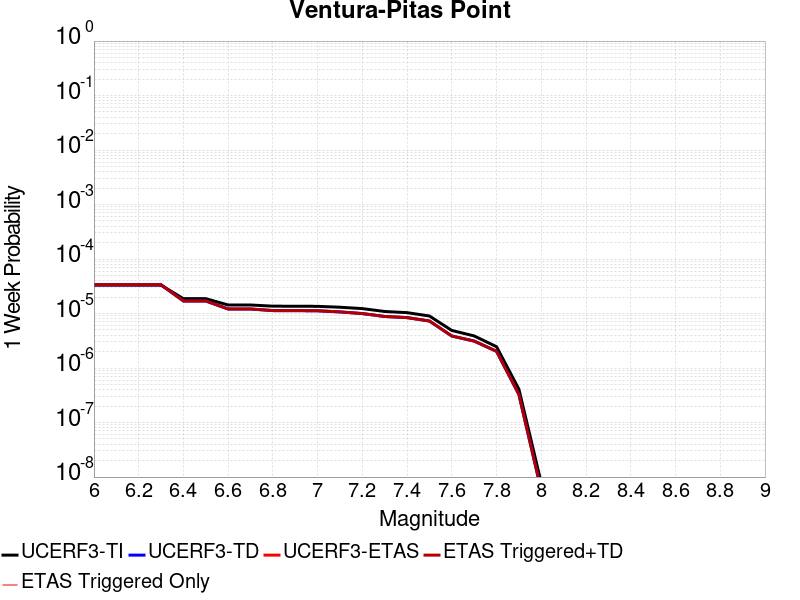 Ventura-Pitas Point
10^0
10^-1
10^-2
10^-3
10^-4
10^-5
10^-6
10^-7
10^-8
1 Week Probability
6 6.2 6.4 6.6 6.8 7 7.2 7.4 7.6 7.8 8 8.2 8.4 8.6 8.8 9
Magnitude
UCERF3-TI UCERF3-TD UCERF3-ETAS ETAS Triggered+TD
ETAS Triggered Only